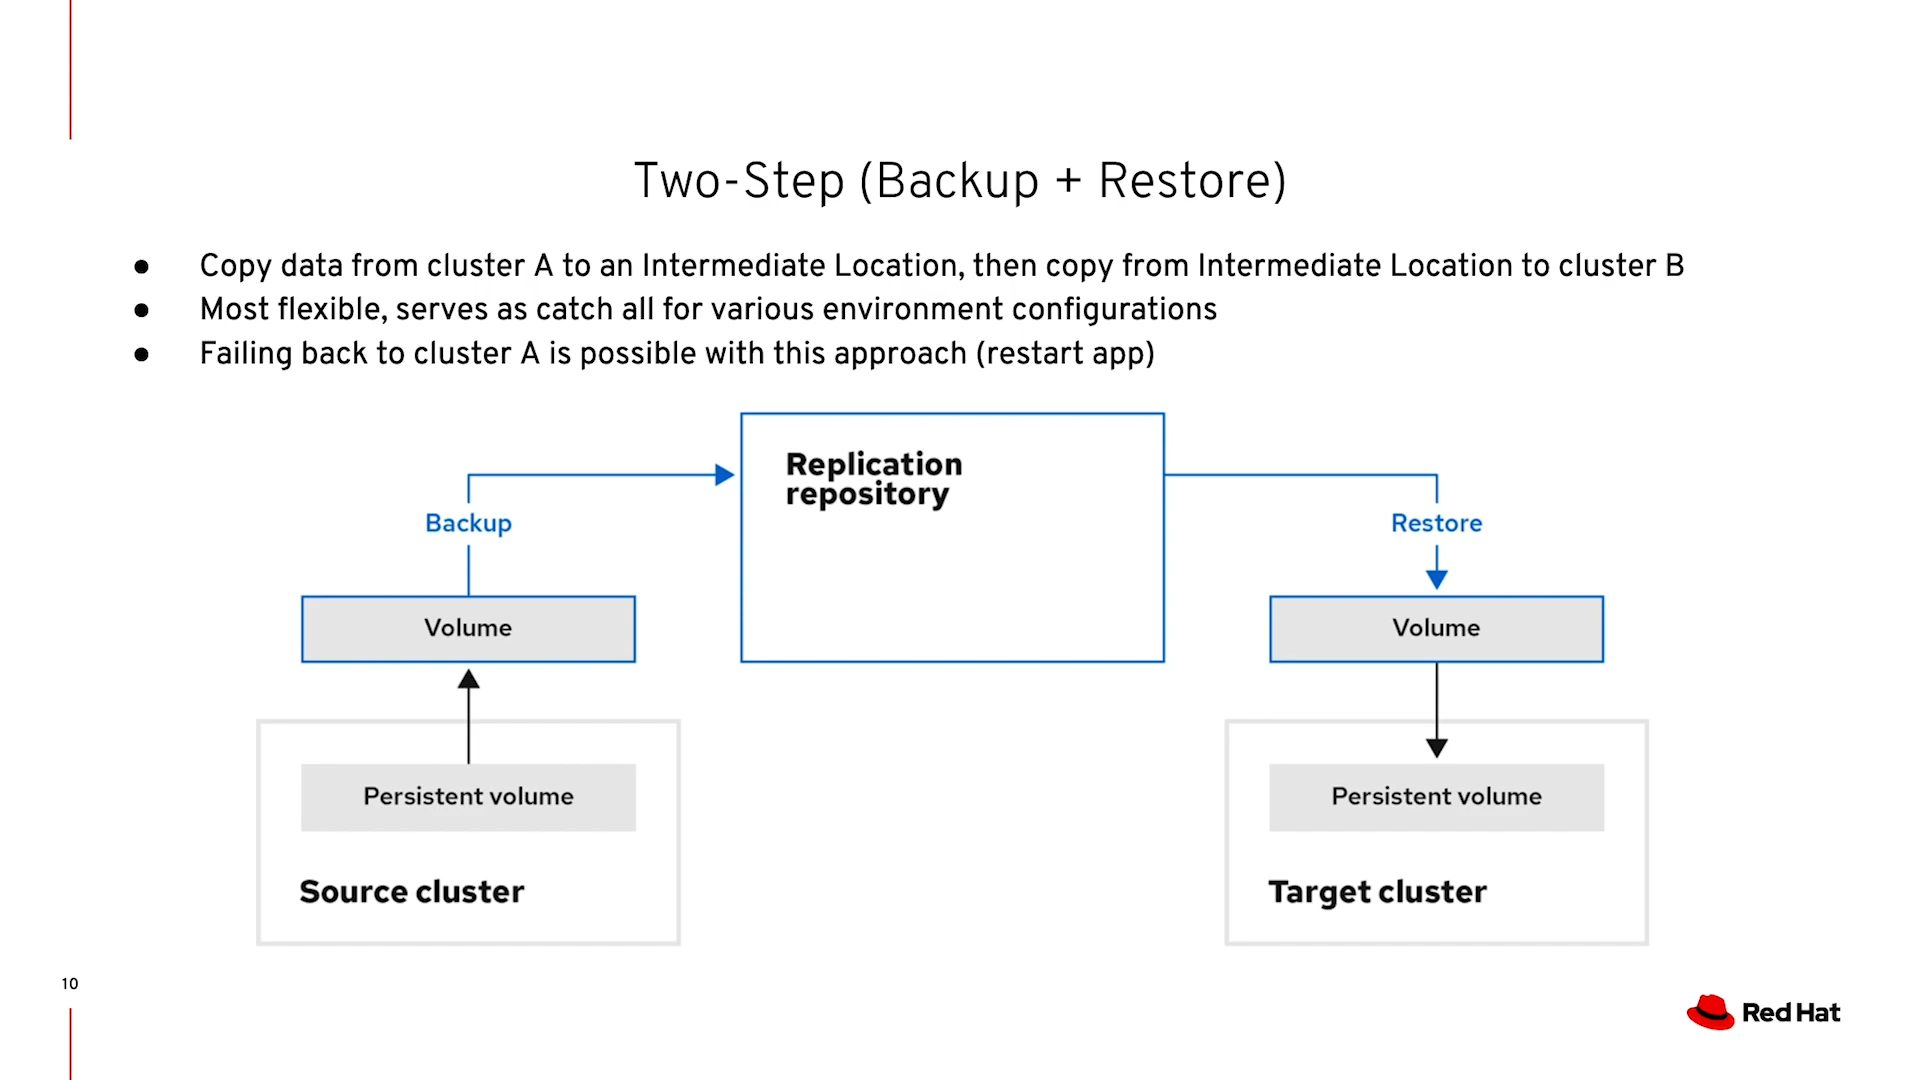 Two-Step (Backup + Restore)
● Copy data from cluster A to an Intermediate Location, then copy from Intermediate Location to cluster B
● Most flexible, serves as catch all for various environment configurations
● Failing back to cluster A is possible with this approach (restart app)
Replication
repository
Backup
Restore
Volume
Volume
Persistent volume
Persistent volume
Source cluster
Target cluster
10
Red Hat